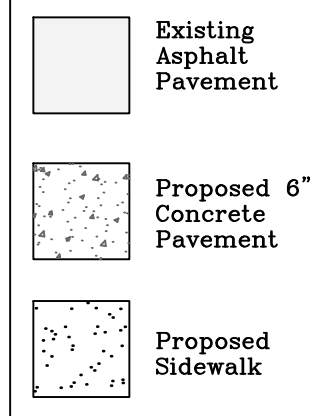 Existing
Asphalt
Pavement
Proposed 6”
Concrete
Pavement
Proposed
Sidewalk